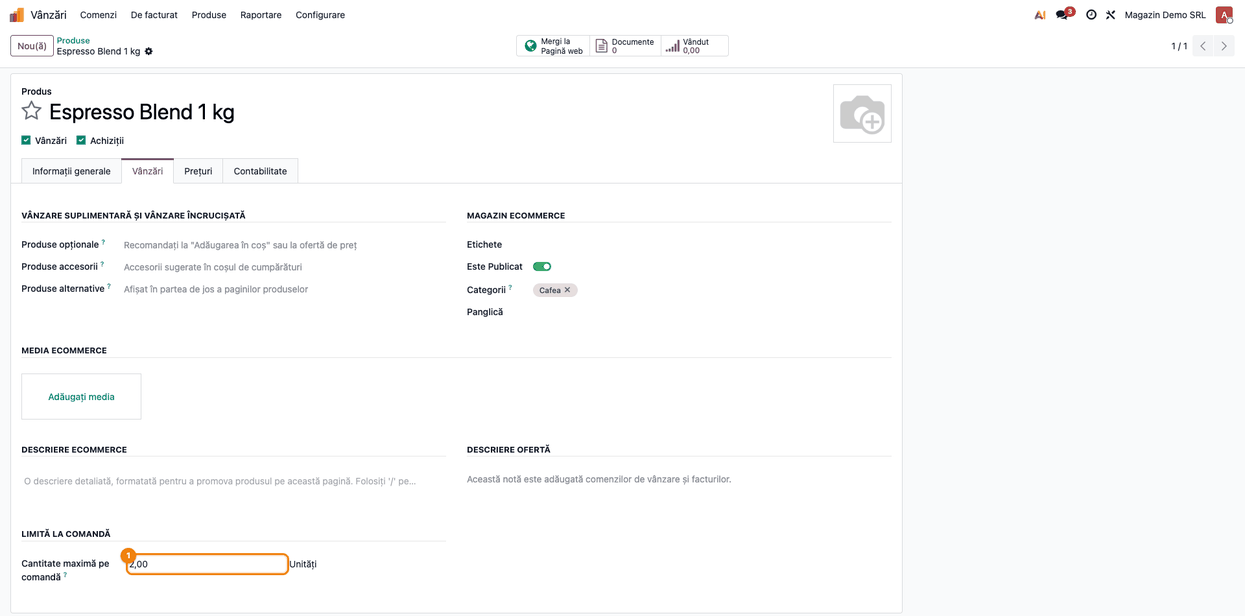 Vânzări Comenzi De facturat Produse Raportare Configurare AI 3 Magazin Demo SRL A
Nou(ă) Produse
Espresso Blend 1 kg
Mergi la Pagină web
Documente 0
Vândut 0,00
1 / 1
Produs
Espresso Blend 1 kg
Vânzări Achiziții
Informații generale Vânzări Prețuri Contabilitate
VÂNZARE SUPLIMENTARĂ ȘI VÂNZARE ÎNCRUCIȘATĂ
Produse opționale ? Recomandați la "Adăugarea în coș" sau la ofertă de preț
Produse accesorii ? Accesorii sugerate în coșul de cumpărături
Produse alternative ? Afișat în partea de jos a paginilor produselor
MAGAZIN ECOMMERCE
Etichete
Este Publicat
Categorii ? Cafea ✕
Panglică
MEDIA ECOMMERCE
Adăugați media
DESCRIERE ECOMMERCE
O descriere detaliată, formatată pentru a promova produsul pe această pagină. Folosiți '/' pe...
DESCRIERE OFERTĂ
Această notă este adăugată comenzilor de vânzare și facturilor.
LIMITĂ LA COMANDĂ
1
Cantitate maximă pe
comandă ? 2,00 Unități